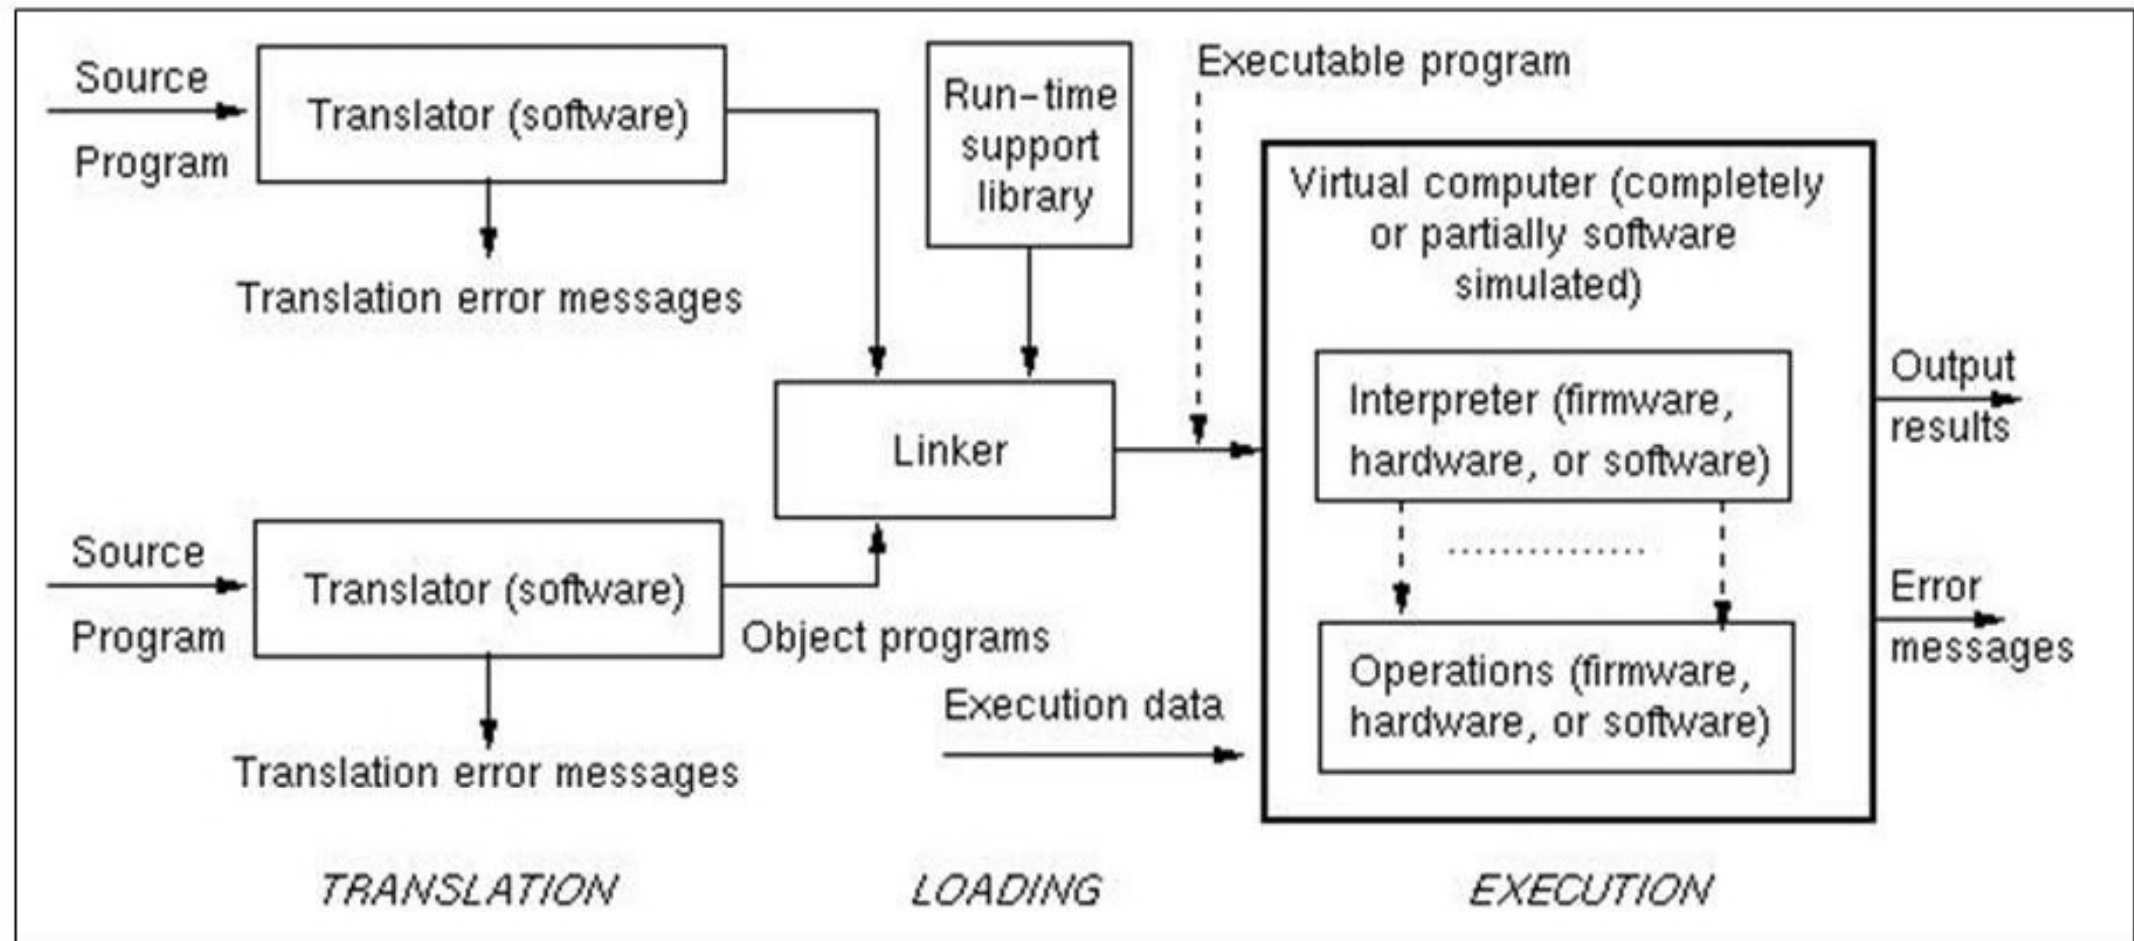 Source
Program
Translator (software)
Translation error messages
Run-time
support
library
Executable program
Linker
Source
Program
Translator (software)
Object programs
Translation error messages
Execution data
Virtual computer (completely
or partially software
simulated)
Interpreter (firmware,
hardware, or software)
...............
Operations (firmware,
hardware, or software)
Output
results
Error
messages
TRANSLATION
LOADING
EXECUTION